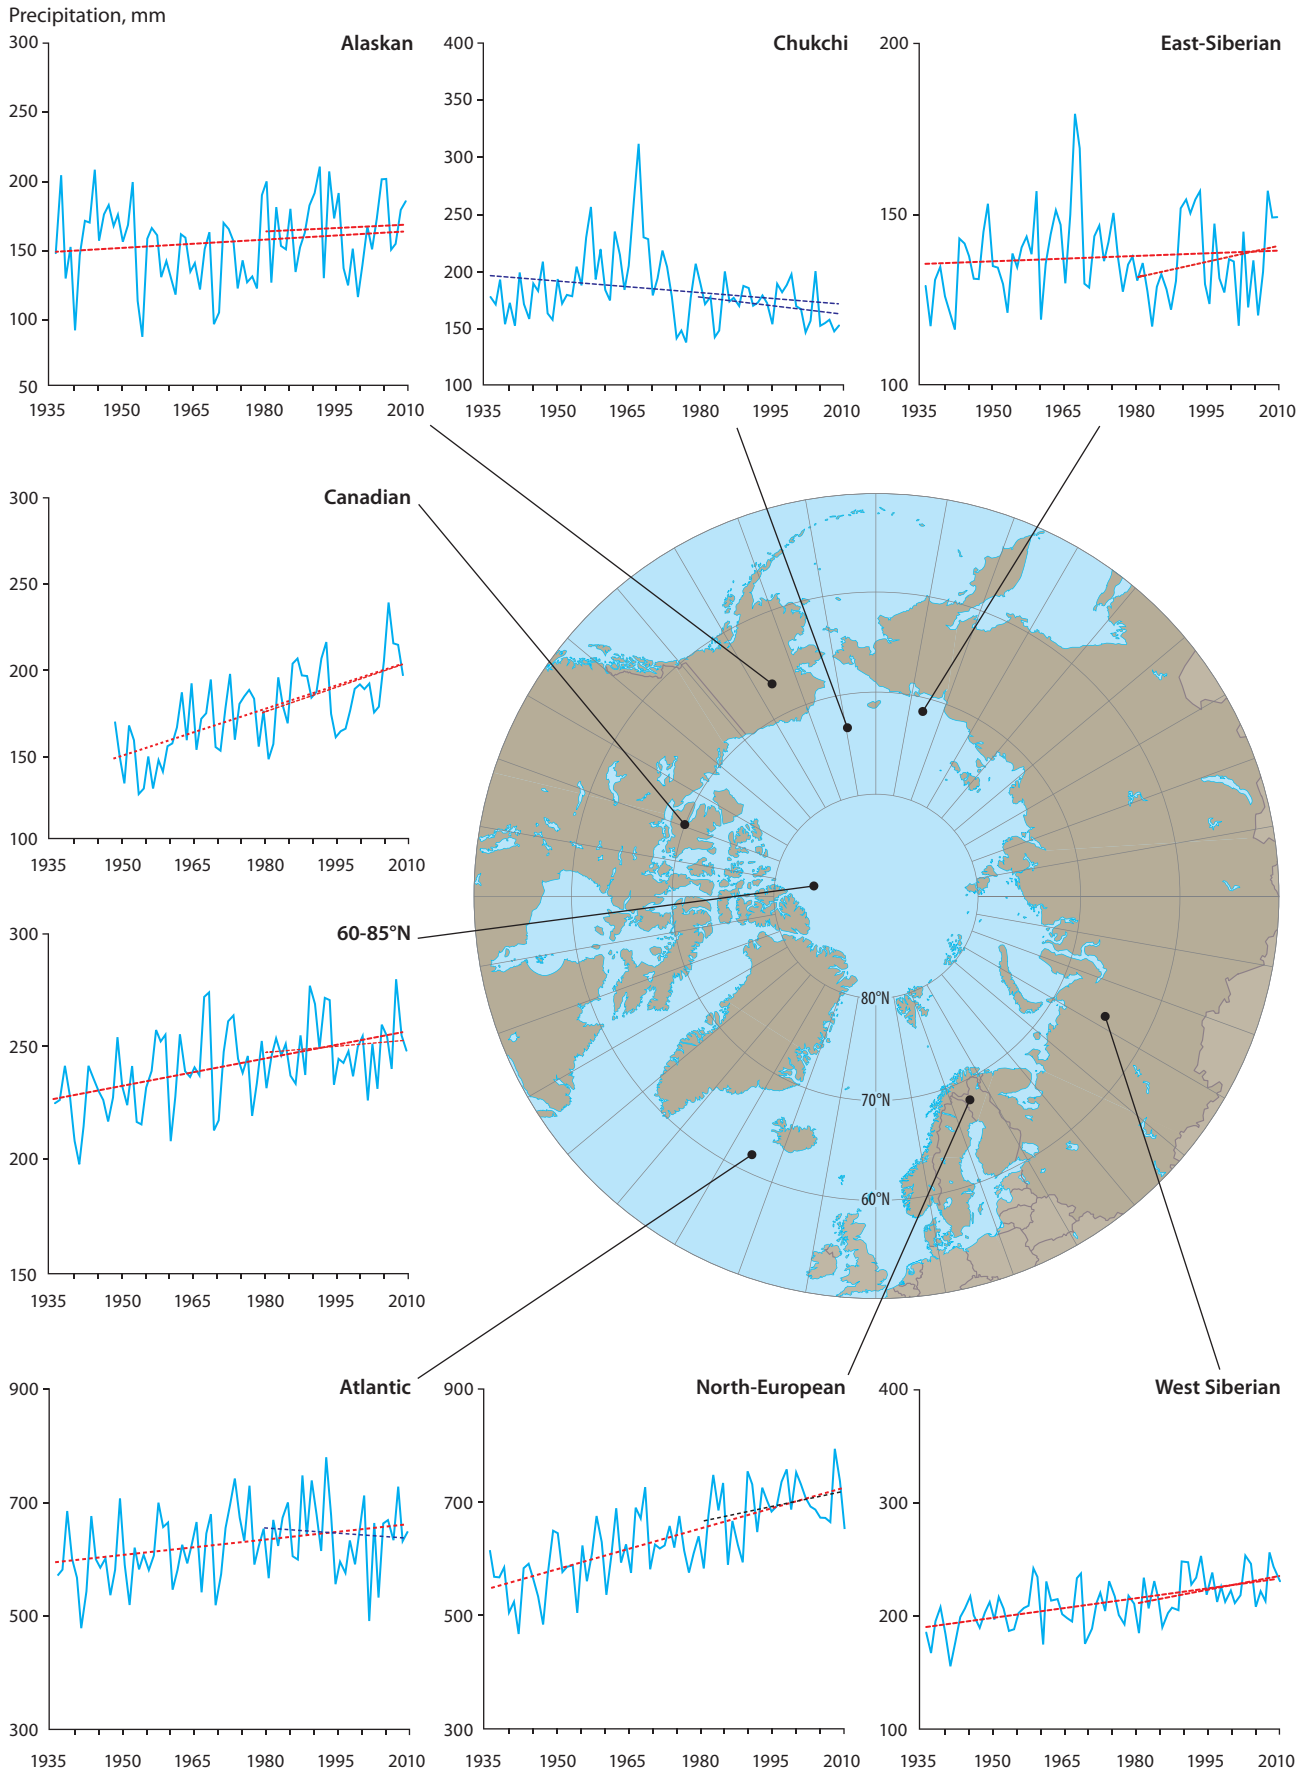 Precipitation, mm
300 Alaskan
250
200
150
100
50
1935 1950 1965 1980 1995 2010
400 Chukchi
350
300
250
200
150
100
1935 1950 1965 1980 1995 2010
200 East-Siberian
150
100
1935 1950 1965 1980 1995 2010
300 Canadian
250
200
150
100
1935 1950 1965 1980 1995 2010
300 60-85°N
250
200
150
1935 1950 1965 1980 1995 2010
80°N
70°N
60°N
900 Atlantic
700
500
300
1935 1950 1965 1980 1995 2010
900 North-European
700
500
300
1935 1950 1965 1980 1995 2010
400 West Siberian
300
200
100
1935 1950 1965 1980 1995 2010